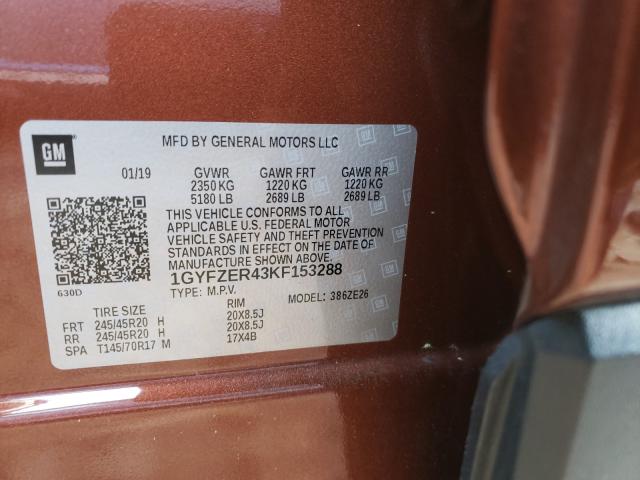 GM
MFD BY GENERAL MOTORS LLC
01/19 GVWR GAWR FRT GAWR RR
2350 KG 1220 KG 1220 KG
5180 LB 2689 LB 2689 LB
THIS VEHICLE CONFORMS TO ALL
APPLICABLE U.S. FEDERAL MOTOR
VEHICLE SAFETY AND THEFT PREVENTION
STANDARDS IN EFFECT ON THE DATE OF
MANUFACTURE SHOWN ABOVE.
1GYFZER43KF153288
630D TYPE: M.P.V. MODEL: 386ZE26
TIRE SIZE RIM
FRT 245/45R20 H 20X8.5J
RR 245/45R20 H 20X8.5J
SPA T145/70R17 M 17X4B